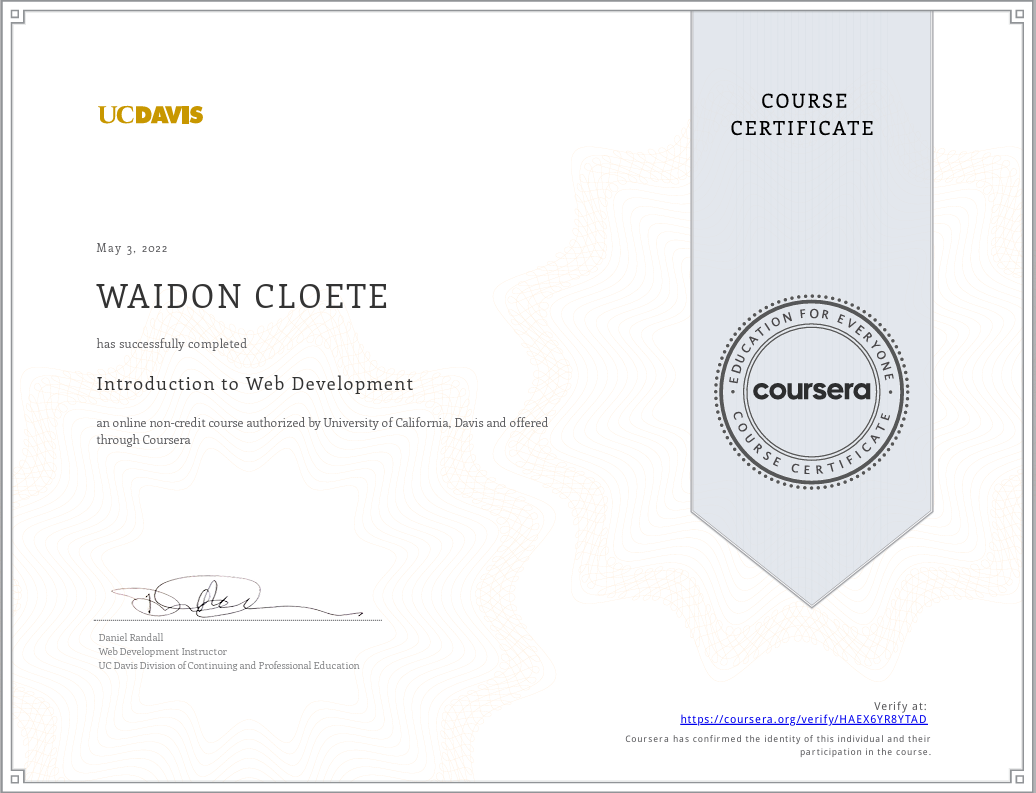 UCDAVIS
COURSE
CERTIFICATE
May 3, 2022
WAIDON CLOETE
has successfully completed
Introduction to Web Development
an online non-credit course authorized by University of California, Davis and offered
through Coursera
EDUCATION FOR EVERYONE
coursera
COURSE CERTIFICATE
Daniel Randall
Web Development Instructor
UC Davis Division of Continuing and Professional Education
Verify at:
https://coursera.org/verify/HAEX6YR8YTAD
Coursera has confirmed the identity of this individual and their
participation in the course.